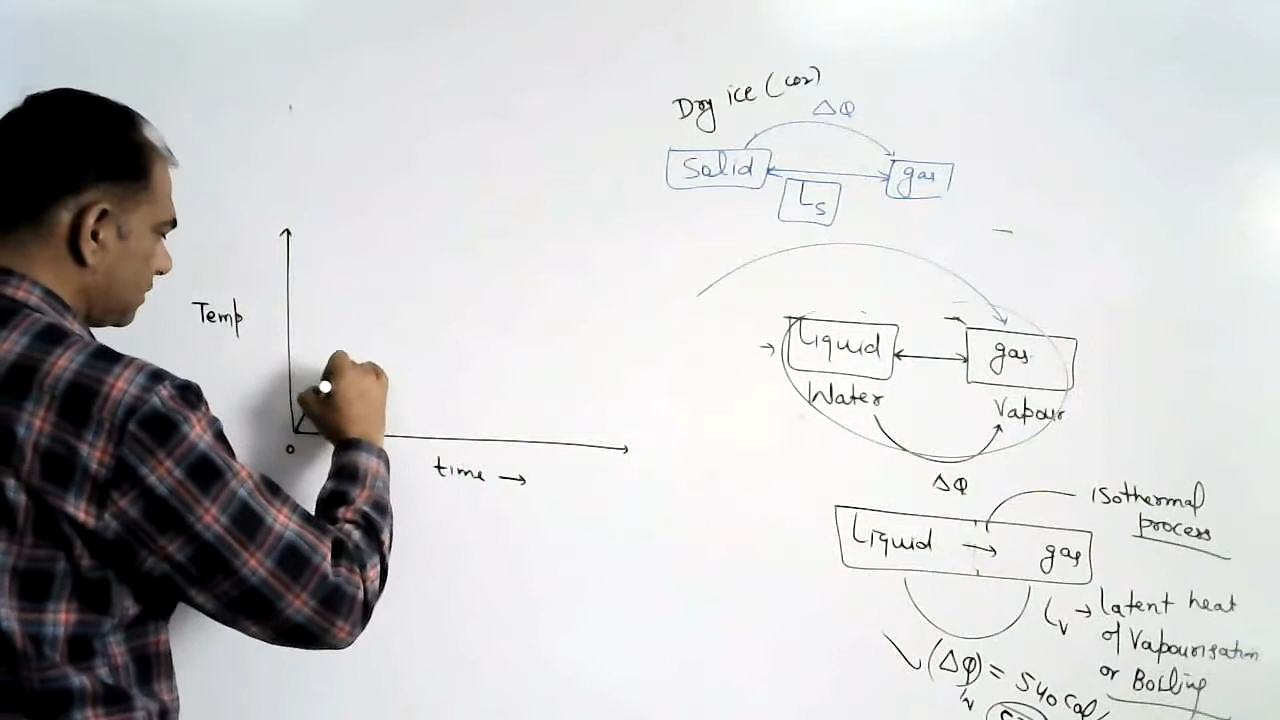 Temp
0
time →
Dry ice (co2)
ΔQ
Solid
gas
Ls
Liquid
gas
Water
Vapour
ΔQ
Isothermal
process
Liquid → gas
Lv → latent heat
of Vapourisation
or Boiling
(ΔQ) = 540 cal/